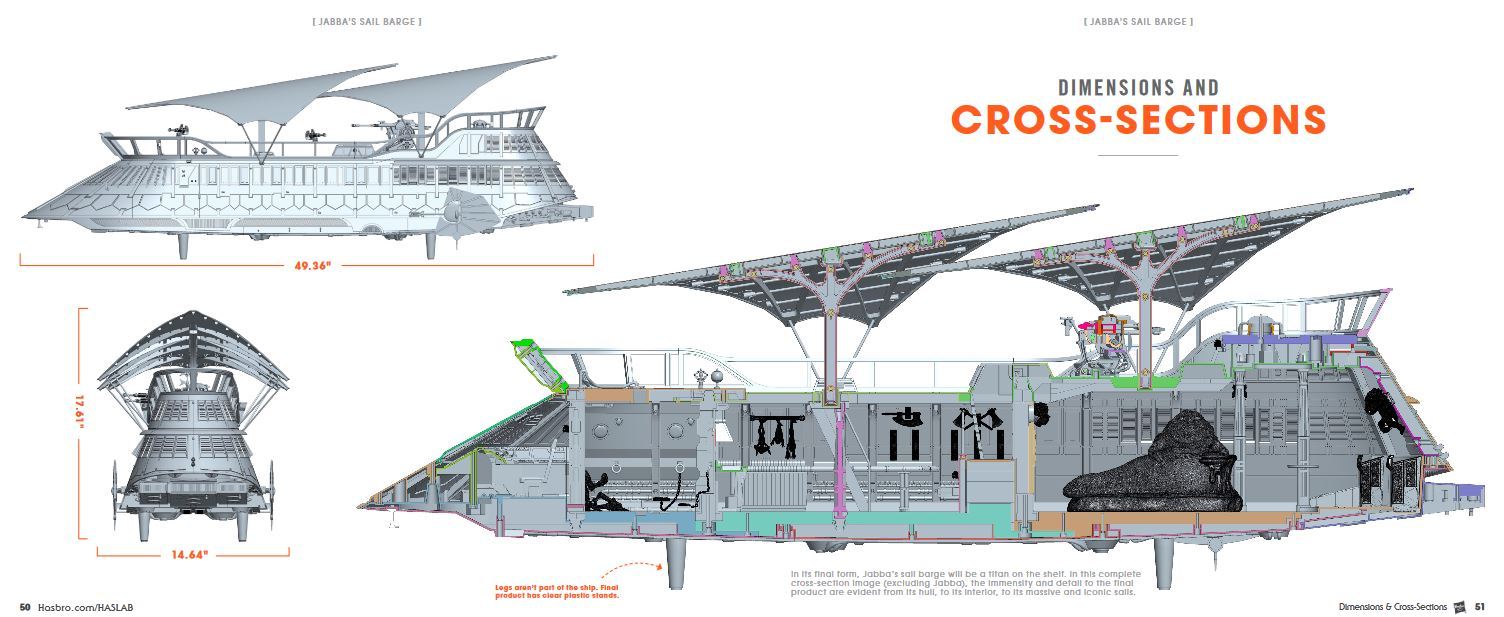 [ JABBA'S SAIL BARGE ]
[ JABBA'S SAIL BARGE ]
DIMENSIONS AND
CROSS-SECTIONS
49.36"
17.61"
14.64"
Legs aren't part of the ship. Final
product has clear plastic stands.
In its final form, Jabba's sail barge will be a titan on the shelf. In this complete
cross-section image (excluding Jabba), the immensity and detail to the final
product are evident from its hull, to its interior, to its massive and iconic sails.
50 Hasbro.com/HASLAB
Dimensions & Cross-Sections 51